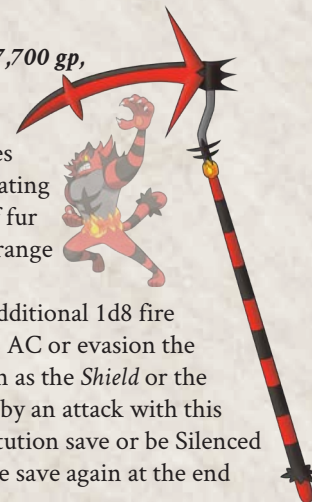 7,700 gp,
es
ating
f fur
range
dditional 1d8 fire
AC or evasion the
h as the Shield or the
by an attack with this
tution save or be Silenced
e save again at the end